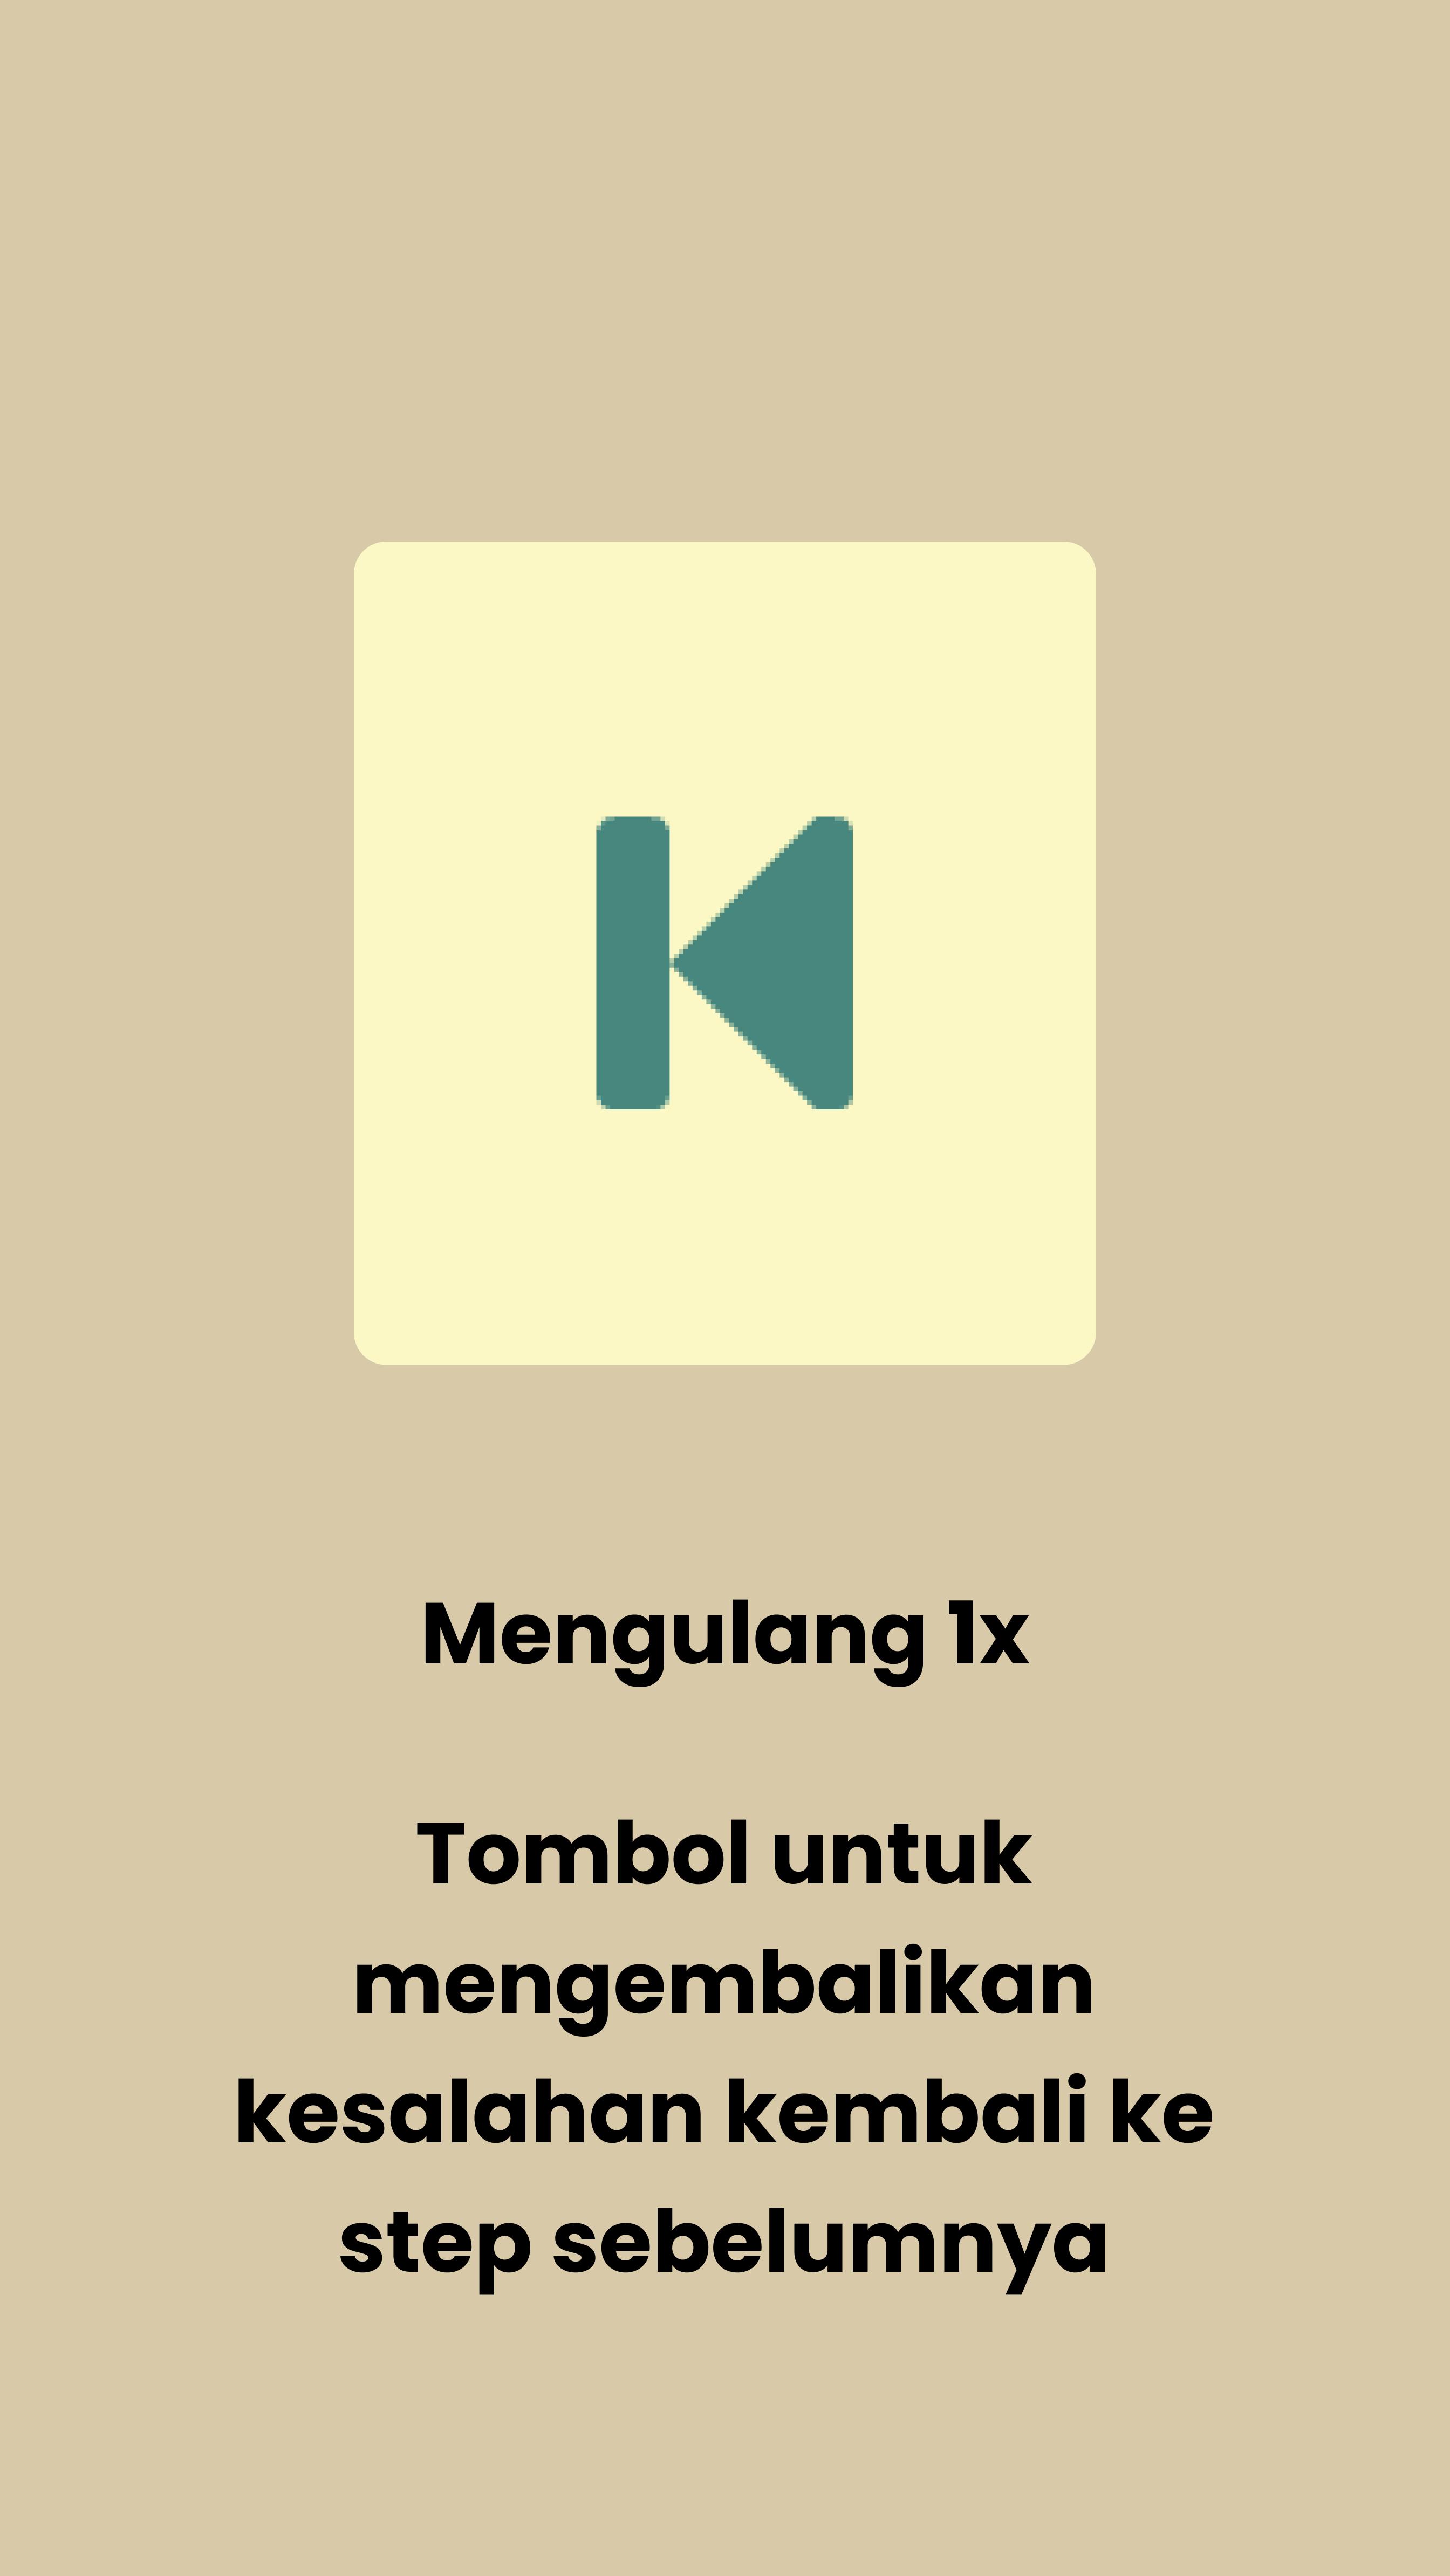 Mengulang 1x
Tombol untuk
mengembalikan
kesalahan kembali ke
step sebelumnya